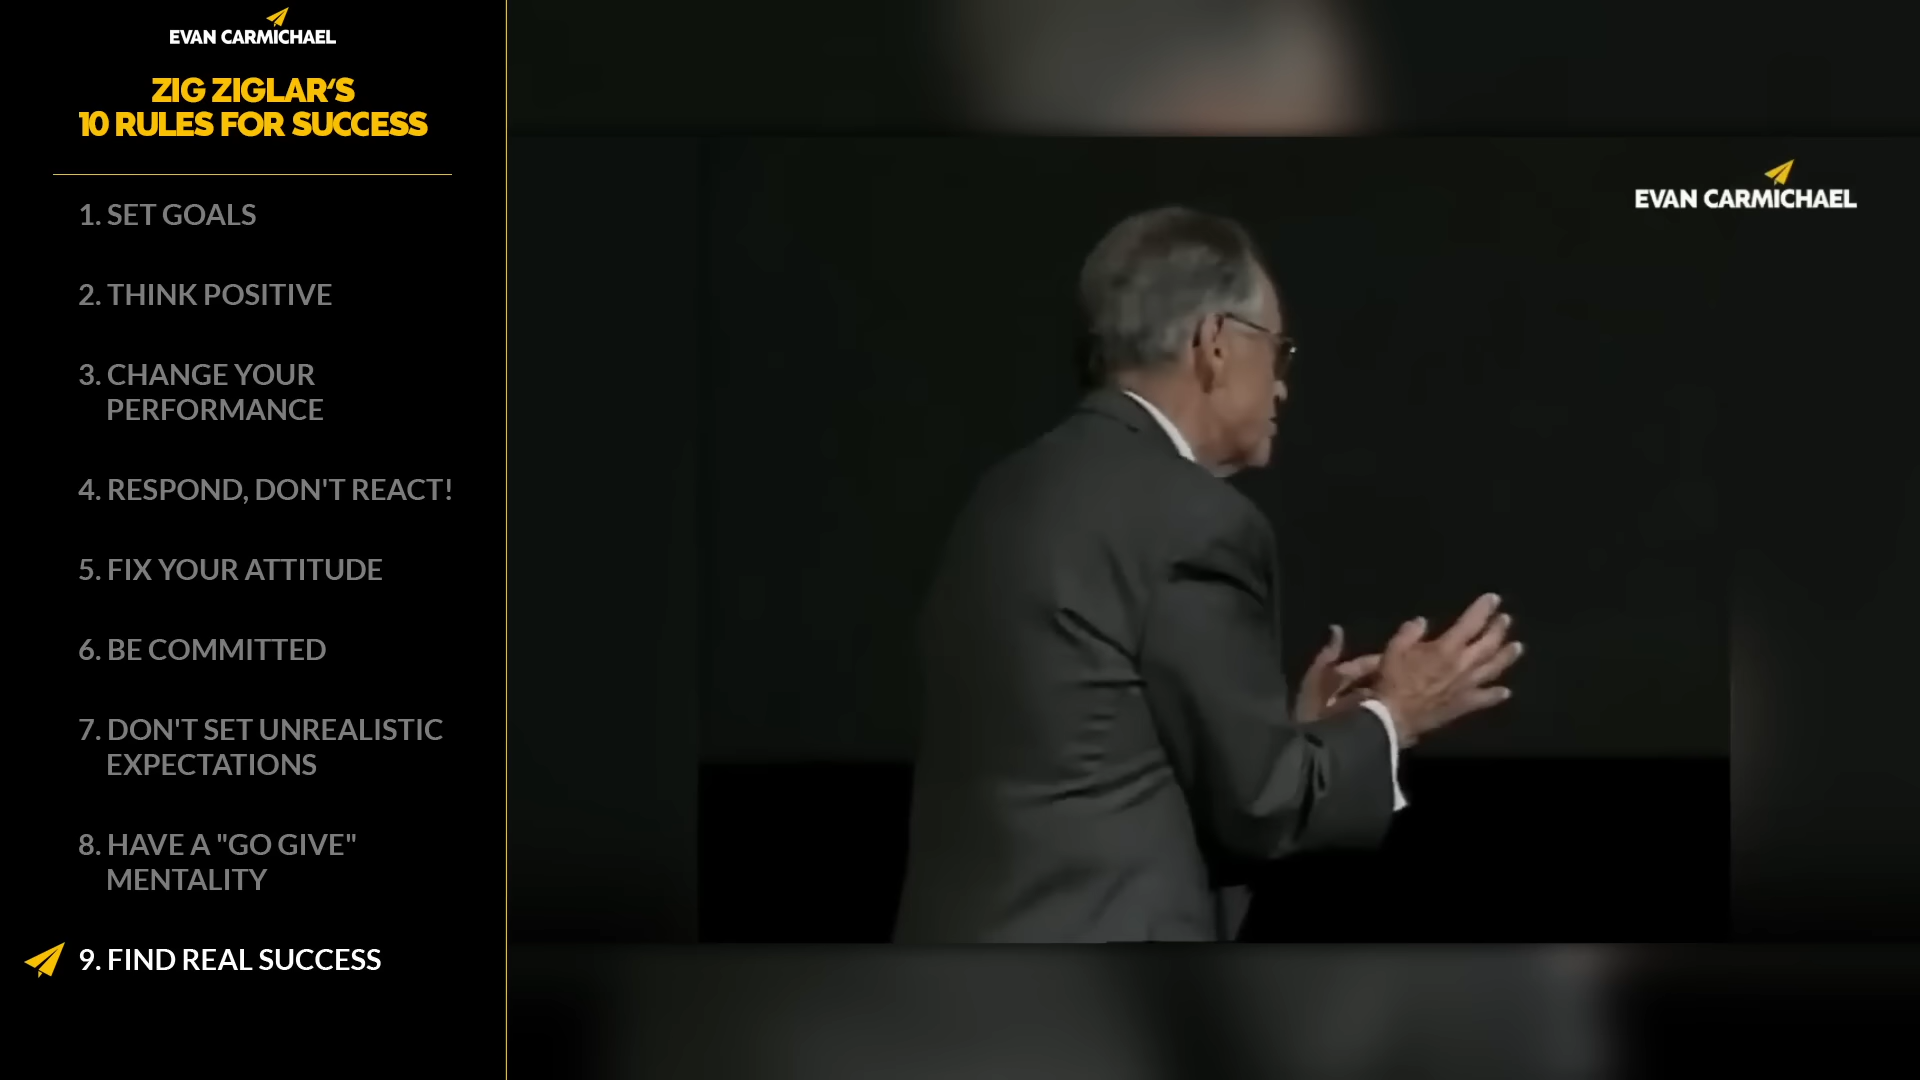 EVAN CARMICHAEL
ZIG ZIGLAR'S
10 RULES FOR SUCCESS
1. SET GOALS
2. THINK POSITIVE
3. CHANGE YOUR
PERFORMANCE
4. RESPOND, DON'T REACT!
5. FIX YOUR ATTITUDE
6. BE COMMITTED
7. DON'T SET UNREALISTIC
EXPECTATIONS
8. HAVE A "GO GIVE"
MENTALITY
9. FIND REAL SUCCESS
EVAN CARMICHAEL